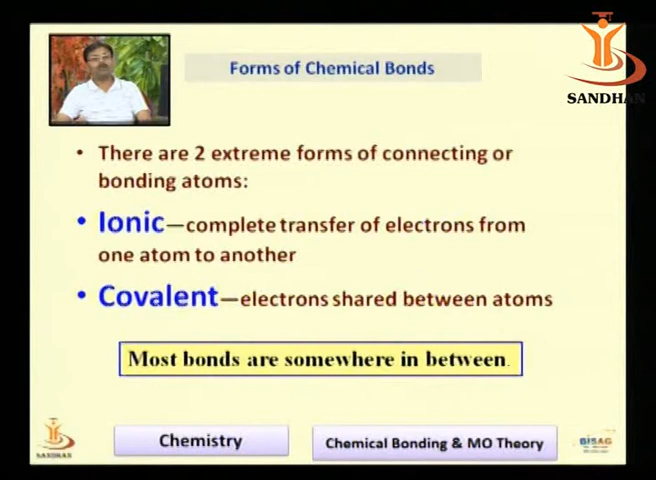 Forms of Chemical Bonds
SANDHAN
• There are 2 extreme forms of connecting or
bonding atoms:
• Ionic—complete transfer of electrons from
one atom to another
• Covalent—electrons shared between atoms
Most bonds are somewhere in between.
SANDHAN
Chemistry
Chemical Bonding & MO Theory
BISAG